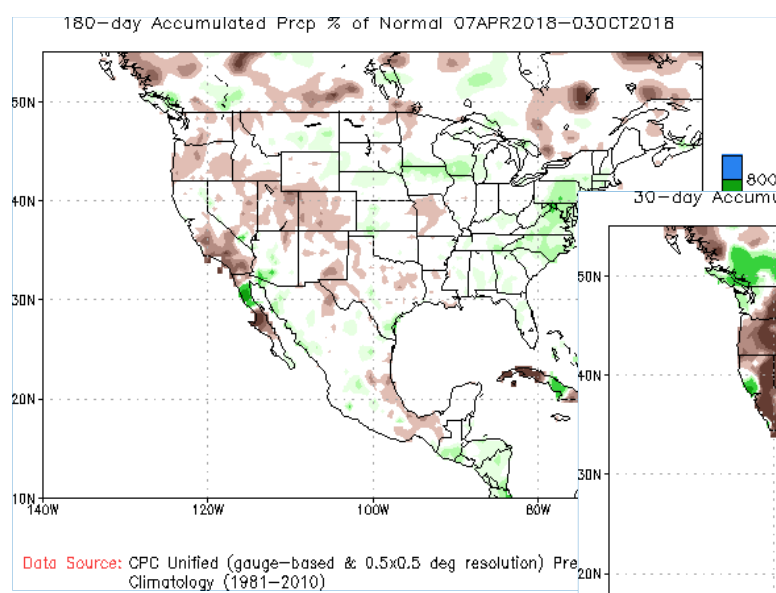 180-day Accumulated Prcp % of Normal 07APR2018-03OCT2018
50N
40N
30N
20N
10N
140W
120W
100W
80W
Data Source: CPC Unified (gauge-based & 0.5x0.5 deg resolution) Pre
Climatology (1981-2010)
800
30-day Accumu
50N
40N
30N
20N